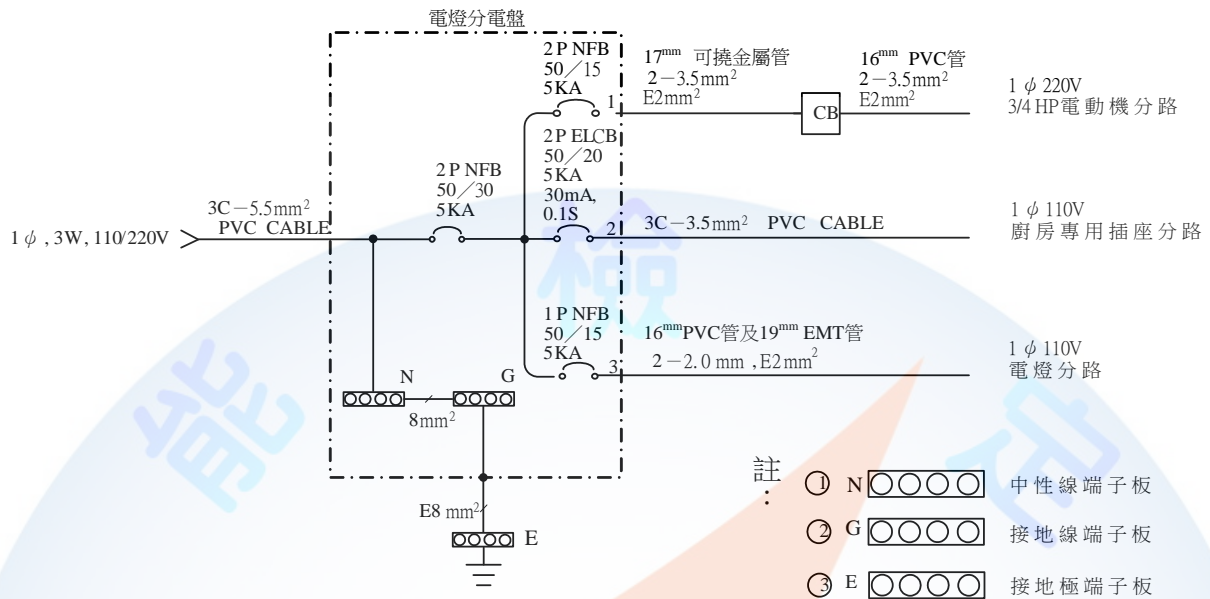 電燈分電盤
2P NFB
50／15
5KA
1
17mm 可撓金屬管
2－3.5mm²
E2mm²
CB
16mm PVC管
2－3.5mm²
E2mm²
1 φ 220V
3/4 HP電動機分路
2P ELCB
50／20
5KA
30mA,
0.1S
2
2P NFB
50／30
5KA
3C－5.5mm²
PVC CABLE
1 φ , 3W, 110/220V
3C－3.5mm² PVC CABLE
1 φ 110V
廚房專用插座分路
1P NFB
50／15
5KA
3
16mmPVC管及19mm EMT管
2－2.0 mm , E2mm²
1 φ 110V
電燈分路
N
G
8mm²
E8 mm²
E
註：
① N 中性線端子板
② G 接地線端子板
③ E 接地極端子板
能
檢
定